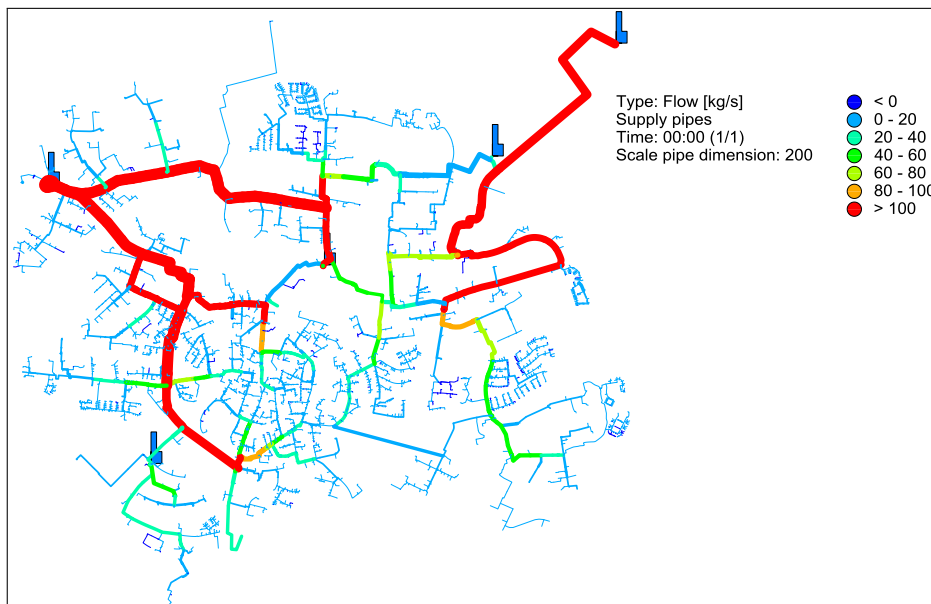 Type: Flow [kg/s]
Supply pipes
Time: 00:00 (1/1)
Scale pipe dimension: 200
< 0
0 - 20
20 - 40
40 - 60
60 - 80
80 - 100
> 100